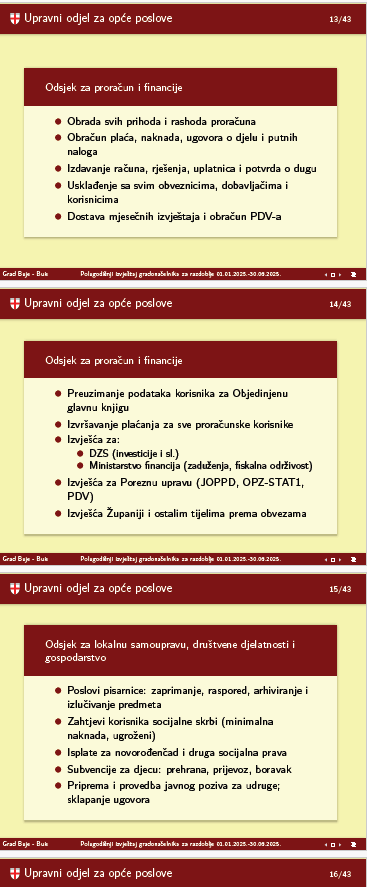 Upravni odjel za opće poslove 13/43
Odsjek za proračun i financije
Obrada svih prihoda i rashoda proračuna
Obračun plaća, naknada, ugovora o djelu i putnih
naloga
Izdavanje računa, rješenja, uplatnica i potvrda o dugu
Usklađenje sa svim obveznicima, dobavljačima i
korisnicima
Dostava mjesečnih izvještaja i obračun PDV-a
Grad Buje - Buie Polugodišnji izvještaj gradonačelnika za razdoblje 01.01.2025.-30.06.2025.
Upravni odjel za opće poslove 14/43
Odsjek za proračun i financije
Preuzimanje podataka korisnika za Objedinjenu
glavnu knjigu
Izvršavanje plaćanja za sve proračunske korisnike
Izvješća za:
DZS (investicije i sl.)
Ministarstvo financija (zaduženja, fiskalna održivost)
Izvješća za Poreznu upravu (JOPPD, OPZ-STAT1,
PDV)
Izvješća Županiji i ostalim tijelima prema obvezama
Grad Buje - Buie Polugodišnji izvještaj gradonačelnika za razdoblje 01.01.2025.-30.06.2025.
Upravni odjel za opće poslove 15/43
Odsjek za lokalnu samoupravu, društvene djelatnosti i
gospodarstvo
Poslovi pisarnice: zaprimanje, raspored, arhiviranje i
izlučivanje predmeta
Zahtjevi korisnika socijalne skrbi (minimalna
naknada, ugroženi)
Isplate za novorođenčad i druga socijalna prava
Subvencije za djecu: prehrana, prijevoz, boravak
Priprema i provedba javnog poziva za udruge;
sklapanje ugovora
Grad Buje - Buie Polugodišnji izvještaj gradonačelnika za razdoblje 01.01.2025.-30.06.2025.
Upravni odjel za opće poslove 16/43